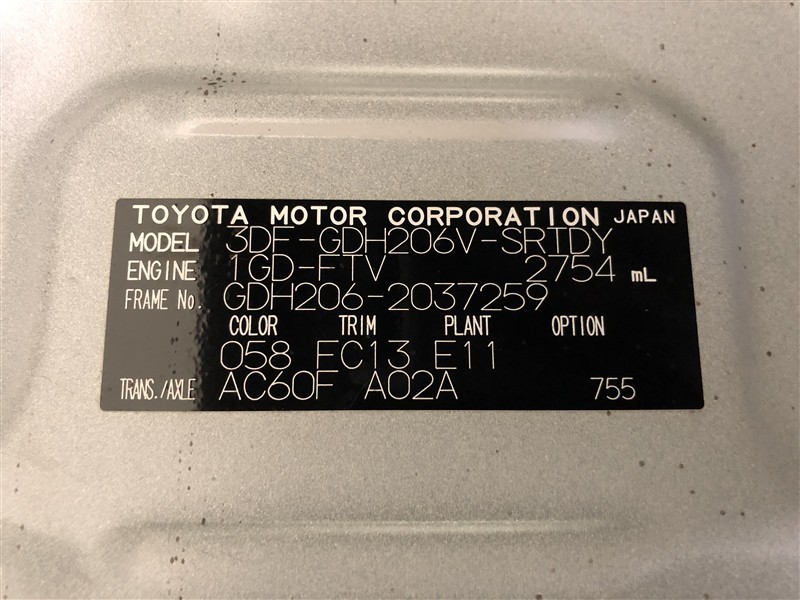 TOYOTA MOTOR CORPORATION JAPAN
MODEL 3DF-GDH206V-SRTDY
ENGINE 1GD-FTV 2754 mL
FRAME No. GDH206-2037259
COLOR TRIM PLANT OPTION
058 FC13 E11
TRANS./AXLE AC60F A02A 755